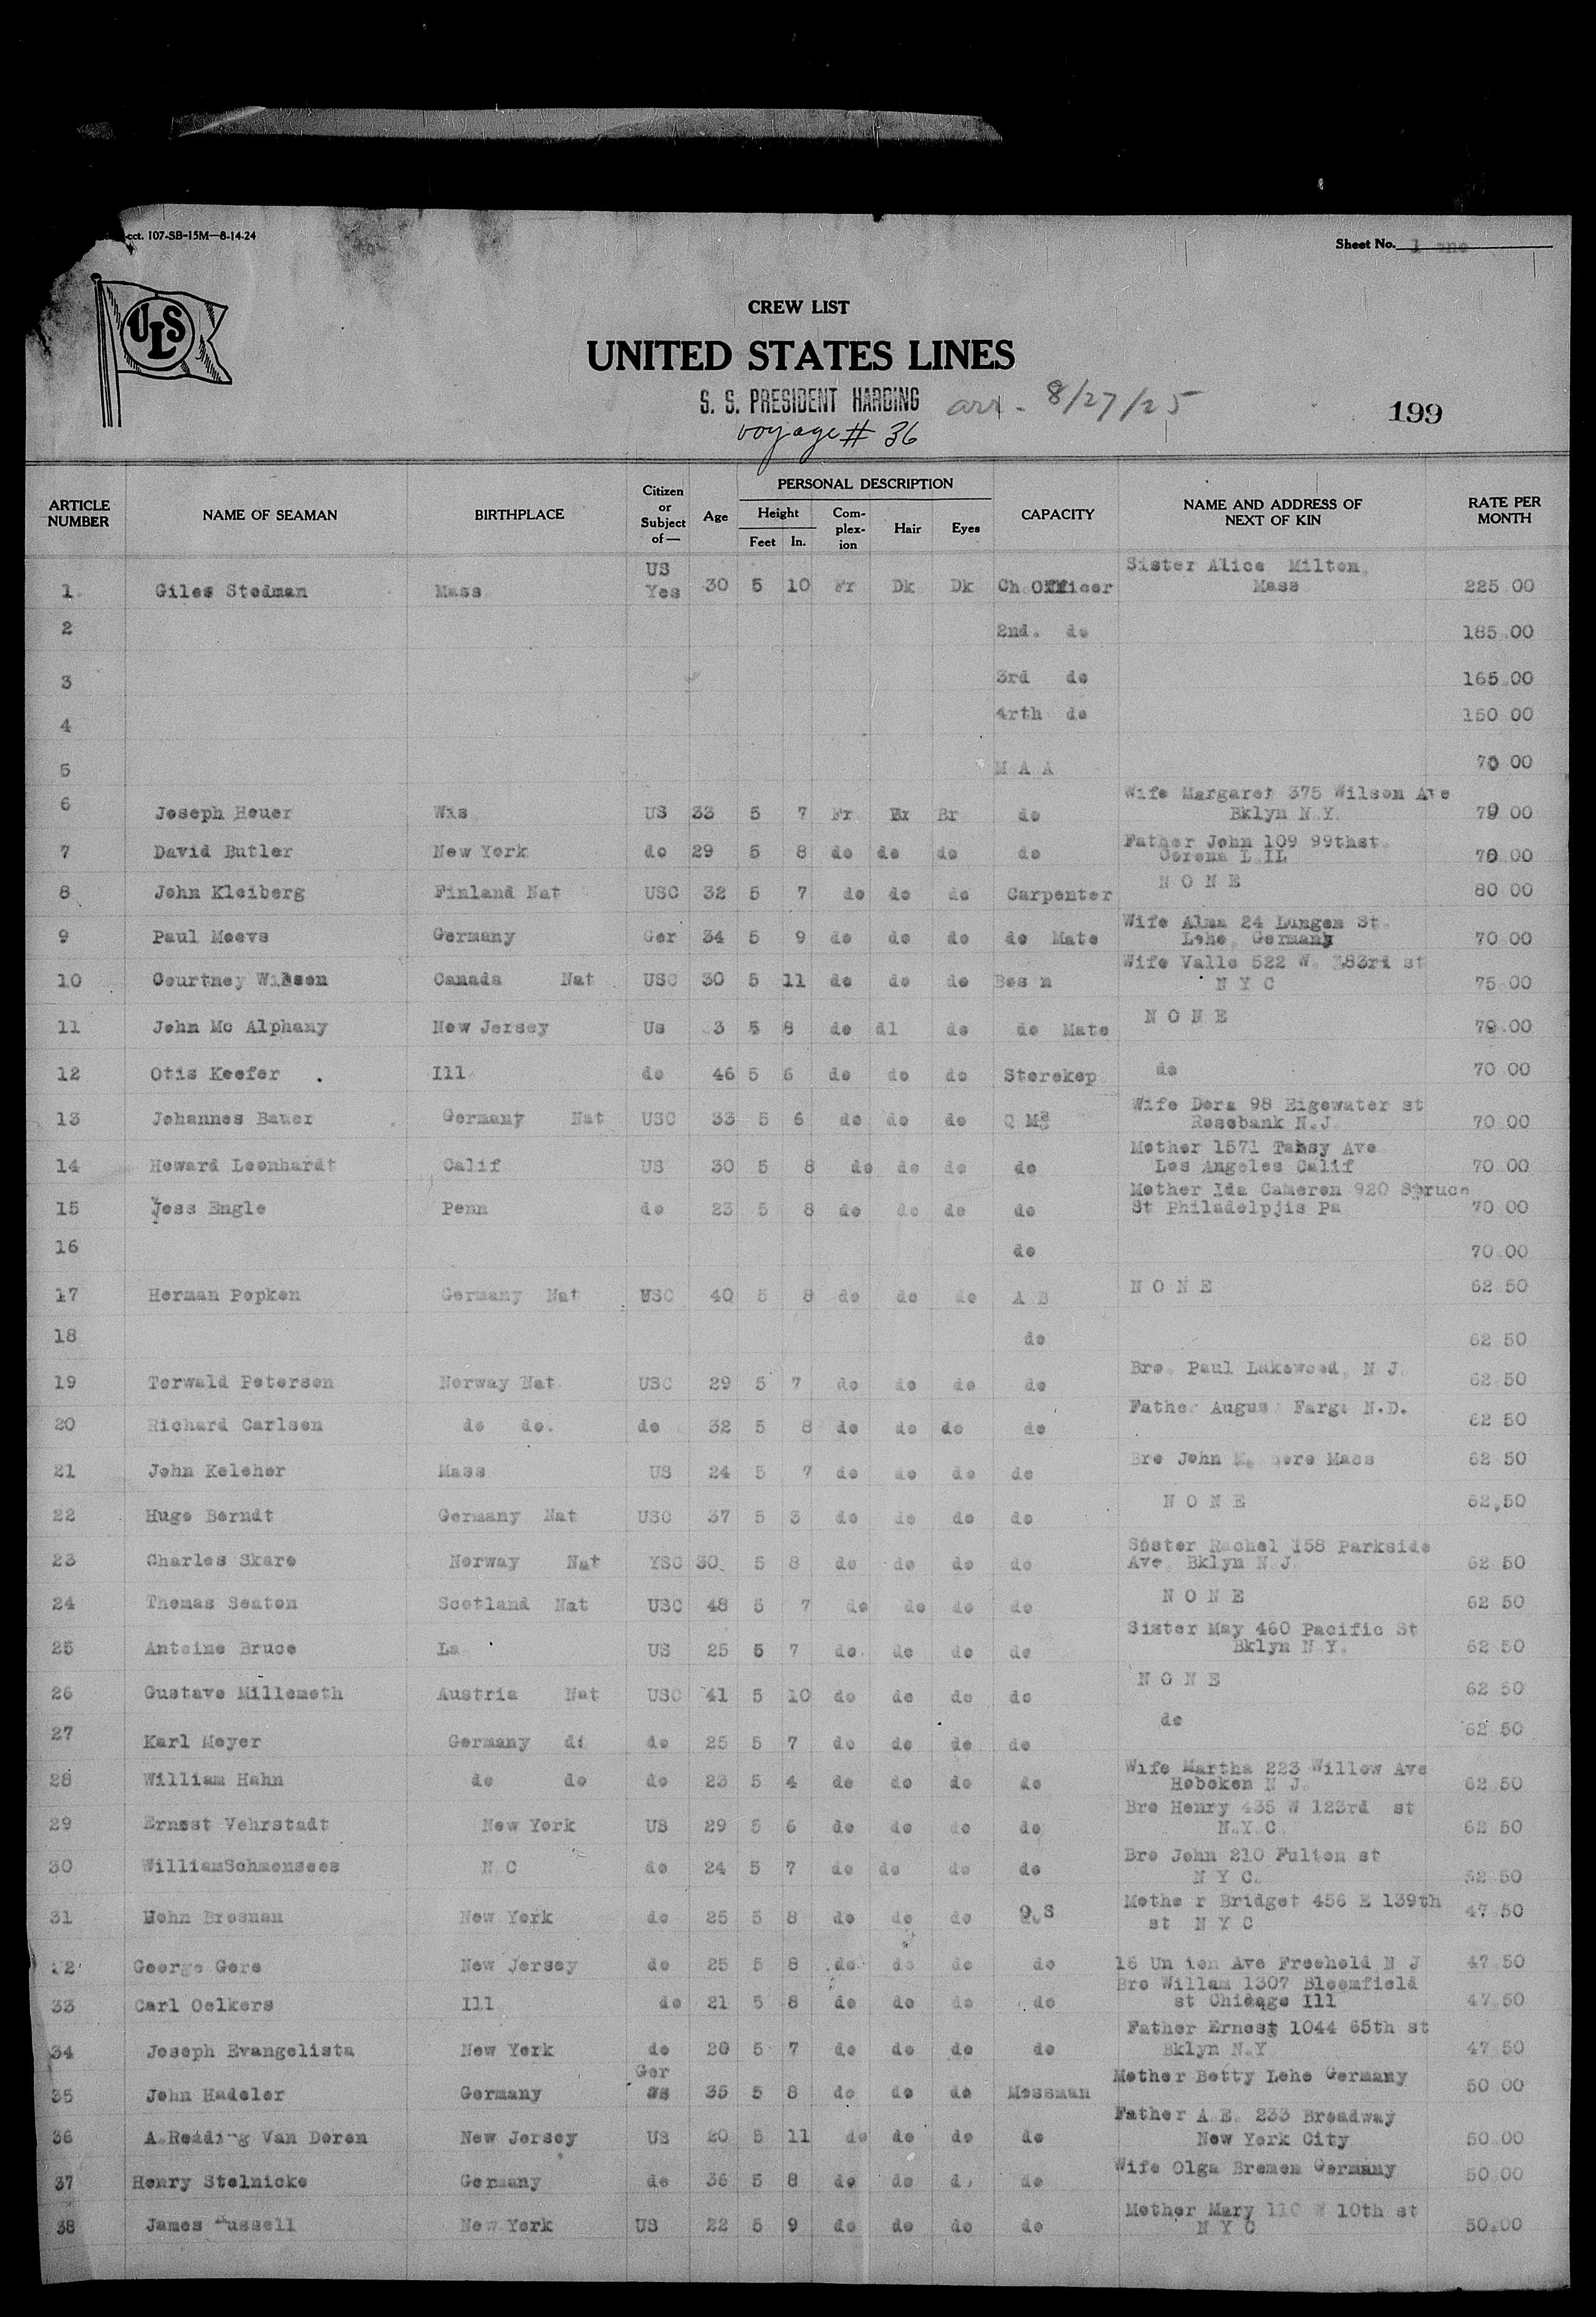 cct. 107-SB-15M—8-14-24
Sheet No. 1
ULS
CREW LIST
UNITED STATES LINES
S. S. PRESIDENT HARDING arr - 8/27/25
199
voyage # 36
ARTICLE NUMBER NAME OF SEAMAN BIRTHPLACE Citizen or Subject of— Age PERSONAL DESCRIPTION Height Feet In. Com-plex-ion Hair Eyes CAPACITY NAME AND ADDRESS OF NEXT OF KIN RATE PER MONTH
US Sister Alice Milton
1 Giles Stedman Mass Yes 30 5 10 Fr Dk Dk Ch Officer Mass 225 00
2 2nd. do 185.00
3 3rd do 165.00
4 4rth do 150 00
5 M A A 70 00
Wife Margaret 375 Wilson Ave
6 Joseph Heuer Wis US 33 5 7 Fr Br Br do Bklyn N.Y. 70 00
Father John 109 99thst
7 David Butler New York do 29 5 8 do do do do Corona L IL 70 00
8 John Kleiberg Finland Nat USC 32 5 7 do do do Carpenter N O N E 80 00
Wife Alma 24 Lungen St.
9 Paul Meevs Germany Ger 34 5 9 do do do do Mate Lehe, Germany 70 00
Wife Valle 522 W. 183rd st
10 Courtney Wilson Canada Nat USC 30 5 11 do do do Bos n N Y C 75 00
11 John Mc Alphany New Jersey Us 3 5 8 do dl do do Mate N O N E 70.00
12 Otis Keefer Ill do 46 5 6 do do do Storekep do 70 00
Wife Dora 98 Eigewater st
13 Johannes Bauer Germany Nat USC 33 5 6 do do do Q Ms Rosebank N.J. 70 00
Mother 1571 Tansy Ave
14 Howard Leonhardt Calif US 30 5 8 do do do do Los Angeles Calif 70 00
Mother Ida Cameron 920 Spruce
15 Jess Engle Penn do 23 5 8 do do do do St Philadelpjis Pa 70 00
16 do 70 00
17 Herman Popken Germany Nat USC 40 5 8 do do do A B N O N E 62 50
18 do 62 50
19 Torwald Petersen Norway Nat USC 29 5 7 do do do do Bro. Paul Lakewood, N J. 62 50
20 Richard Carlsen do do. do 32 5 8 do do do do Father Augus Fargo N.D. 62 50
21 John Keleher Mass US 24 5 7 do do do do Bro John Mass 62 50
22 Hugo Berndt Germany Nat USC 37 5 3 do do do do N O N E 62,50
Sister Rachel 158 Parkside
23 Charles Skare Norway Nat YSC 30 5 8 do do do do Ave, Bklyn N.J. 62 50
24 Thomas Seaton Scotland Nat USC 48 5 7 do do do do N O N E 62 50
Sister May 460 Pacific St
25 Antoine Bruce La US 25 5 7 do do do do Bklyn N Y. 62 50
26 Gustave Millemoth Austria Nat USC 41 5 10 do do do do N O N E 62 50
27 Karl Meyer Germany di do 25 5 7 do do do do do 62 50
Wife Martha 223 Willow Ave
28 William Hahn do do do 23 5 4 do do do do Hoboken N J. 62 50
Bro Henry 435 W 123rd st
29 Ernest Vehrstadt New York US 29 5 6 do do do do N.Y.C. 62 50
Bro John 210 Fulton st
30 WilliamSchmonsees N C do 24 5 7 do do do do N Y C. 62 50
Mothe r Bridget 456 E 139th
31 Hohn Brosnan New York do 25 5 8 do do do O.S st N Y C 47 50
32 George Gere New Jersey do 25 5 8 do do do do 16 Un ion Ave Freehold N J 47 50
Bro Willam 1307 Bloomfield
33 Carl Oelkers Ill do 21 5 8 do do do do st Chicago Ill 47.50
Father Ernest 1044 65th st
34 Joseph Evangelista New York do 20 5 7 do do do do Bklyn N.Y 47 50
Ger
35 John Hadeler Germany 35 5 8 do do do Messman Mother Betty Lehe Germany 50 00
Father A.E. 233 Broadway
36 A.Reading Van Doren New Jersey US 20 5 11 do do do do New York City 50.00
37 Henry Stelnicke Germany do 36 5 8 do do d do Wife Olga Bremen Germany 50.00
Mother Mary 110 W 10th st
38 James Russell New York US 22 5 9 do do do do N Y C 50.00